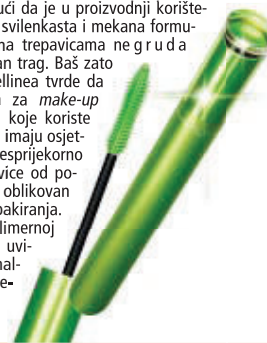 ući da je u proizvodnji korište-
svilenkasta i mekana formu-
na trepavicama ne gruda
an trag. Baš zato
ellinea tvrde da
za make-up
koje koriste
imaju osjet-
esprijekorno
vice od po-
oblikovan
pakiranja.
limernoj
uvi-
nal-
e-